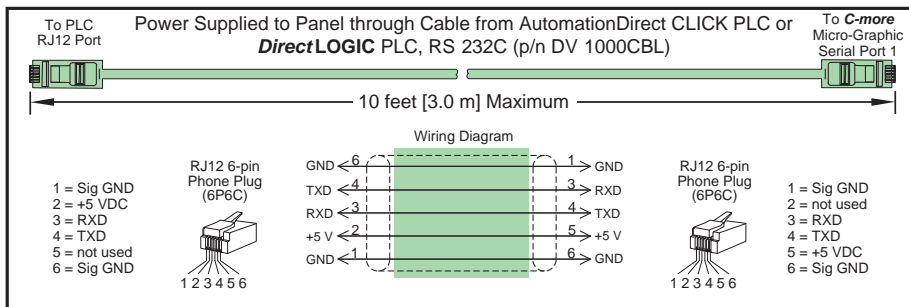 To PLC
RJ12 Port
Power Supplied to Panel through Cable from AutomationDirect CLICK PLC or
DirectLOGIC PLC, RS 232C (p/n DV 1000CBL)
To C-more
Micro-Graphic
Serial Port 1
10 feet [3.0 m] Maximum
Wiring Diagram
RJ12 6-pin
Phone Plug
(6P6C)
1 = Sig GND
2 = +5 VDC
3 = RXD
4 = TXD
5 = not used
6 = Sig GND
1 2 3 4 5 6
GND 6 1 GND
TXD 4 3 RXD
RXD 3 4 TXD
+5 V 2 5 +5 V
GND 1 6 GND
RJ12 6-pin
Phone Plug
(6P6C)
1 2 3 4 5 6
1 = Sig GND
2 = not used
3 = RXD
4 = TXD
5 = +5 VDC
6 = Sig GND